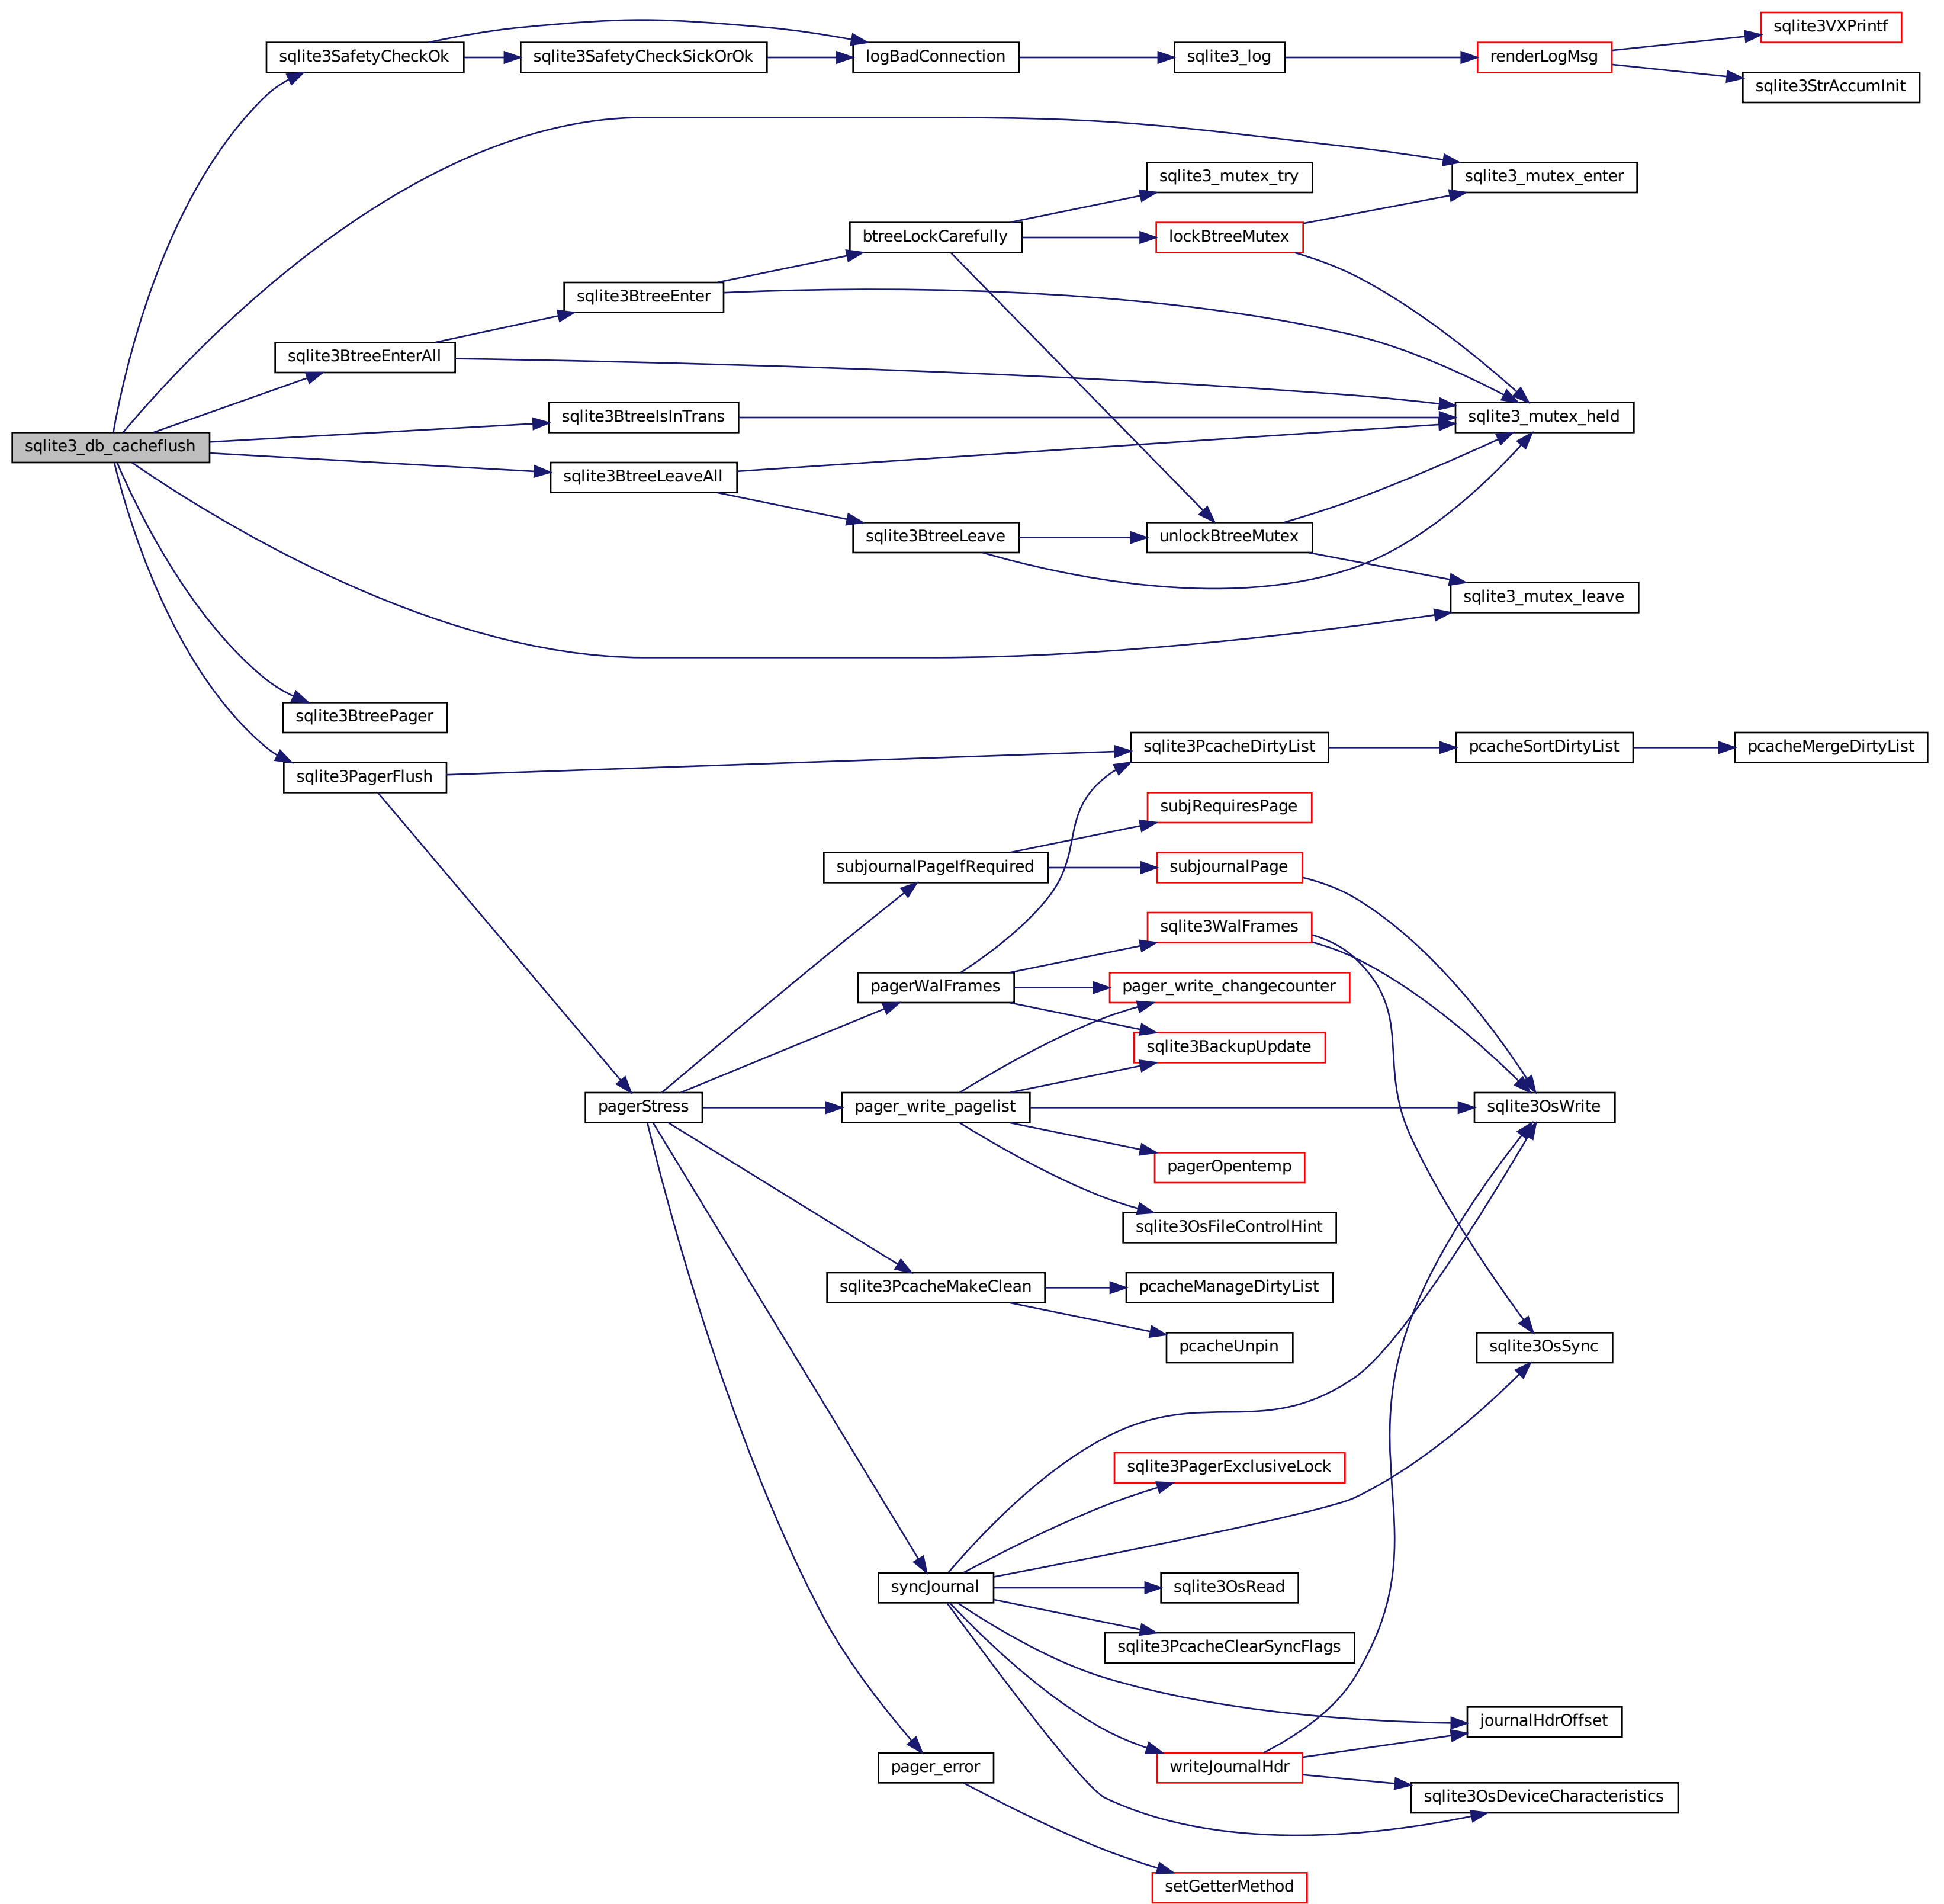 sqlite3VXPrintf
sqlite3SafetyCheckOk
sqlite3SafetyCheckSickOrOk
logBadConnection
sqlite3_log
renderLogMsg
sqlite3StrAccumInit
sqlite3_mutex_try
sqlite3_mutex_enter
btreeLockCarefully
lockBtreeMutex
sqlite3BtreeEnter
sqlite3BtreeEnterAll
sqlite3BtreeIsInTrans
sqlite3_mutex_held
sqlite3_db_cacheflush
sqlite3BtreeLeaveAll
sqlite3BtreeLeave
unlockBtreeMutex
sqlite3_mutex_leave
sqlite3BtreePager
sqlite3PcacheDirtyList
pcacheSortDirtyList
pcacheMergeDirtyList
sqlite3PagerFlush
subjRequiresPage
subjournalPageIfRequired
subjournalPage
sqlite3WalFrames
pagerWalFrames
pager_write_changecounter
sqlite3BackupUpdate
pagerStress
pager_write_pagelist
sqlite3OsWrite
pagerOpentemp
sqlite3OsFileControlHint
sqlite3PcacheMakeClean
pcacheManageDirtyList
pcacheUnpin
sqlite3OsSync
sqlite3PagerExclusiveLock
syncJournal
sqlite3OsRead
sqlite3PcacheClearSyncFlags
journalHdrOffset
pager_error
writeJournalHdr
sqlite3OsDeviceCharacteristics
setGetterMethod